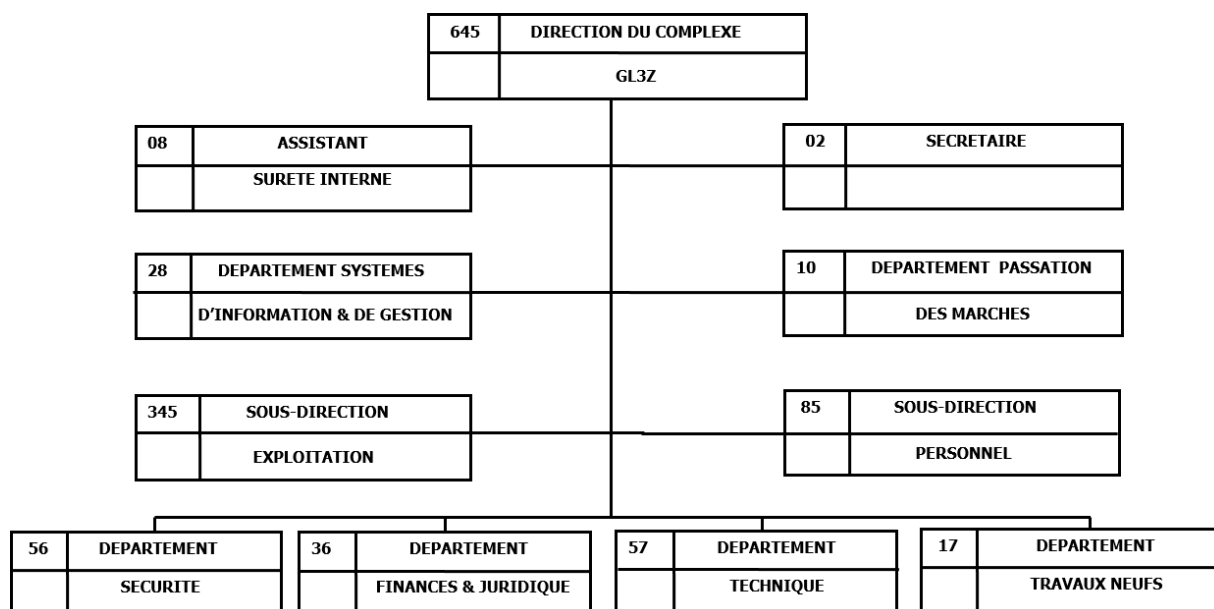 645 DIRECTION DU COMPLEXE
GL3Z
08 ASSISTANT
SURETE INTERNE
02 SECRETAIRE
28 DEPARTEMENT SYSTEMES
D'INFORMATION & DE GESTION
10 DEPARTEMENT PASSATION
DES MARCHES
345 SOUS-DIRECTION
EXPLOITATION
85 SOUS-DIRECTION
PERSONNEL
56 DEPARTEMENT
SECURITE
36 DEPARTEMENT
FINANCES & JURIDIQUE
57 DEPARTEMENT
TECHNIQUE
17 DEPARTEMENT
TRAVAUX NEUFS